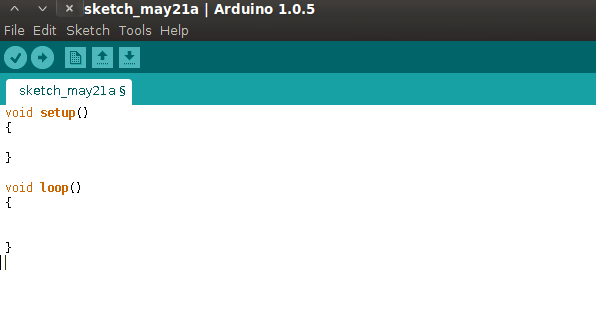 sketch_may21a | Arduino 1.0.5
File Edit Sketch Tools Help
sketch_may21a §
void setup()
{
}
void loop()
{
}